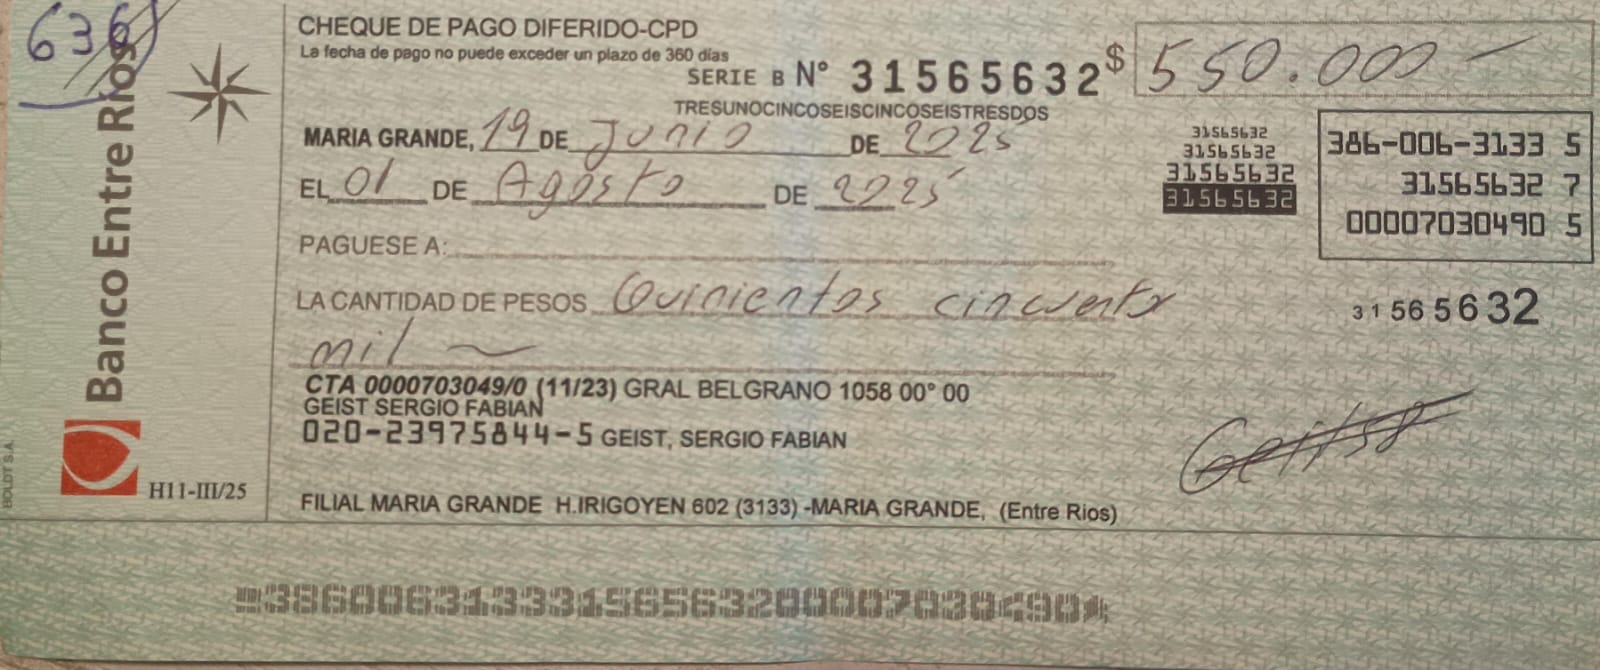 636
CHEQUE DE PAGO DIFERIDO-CPD
La fecha de pago no puede exceder un plazo de 360 días
SERIE B N° 31565632
$ 550.000 —
TRESUNOCINCOSEISCINCOSEISTRESDOS
MARIA GRANDE, 19 DE Junio DE 2025
EL 01 DE Agosto DE 2025
31565632
31565632
31565632
31565632
386-006-3133 5
31565632 7
00007030490 5
PAGUESE A:
LA CANTIDAD DE PESOS Quinientos cincuenta
mil
31565632
CTA 0000703049/0 (11/23) GRAL BELGRANO 1058 00° 00
GEIST SERGIO FABIAN
020-23975844-5 GEIST, SERGIO FABIAN
FILIAL MARIA GRANDE H.IRIGOYEN 602 (3133) -MARIA GRANDE, (Entre Rios)
Banco Entre Ríos
H11-III/25
BOLDT S.A.
38600631333156563200007030490